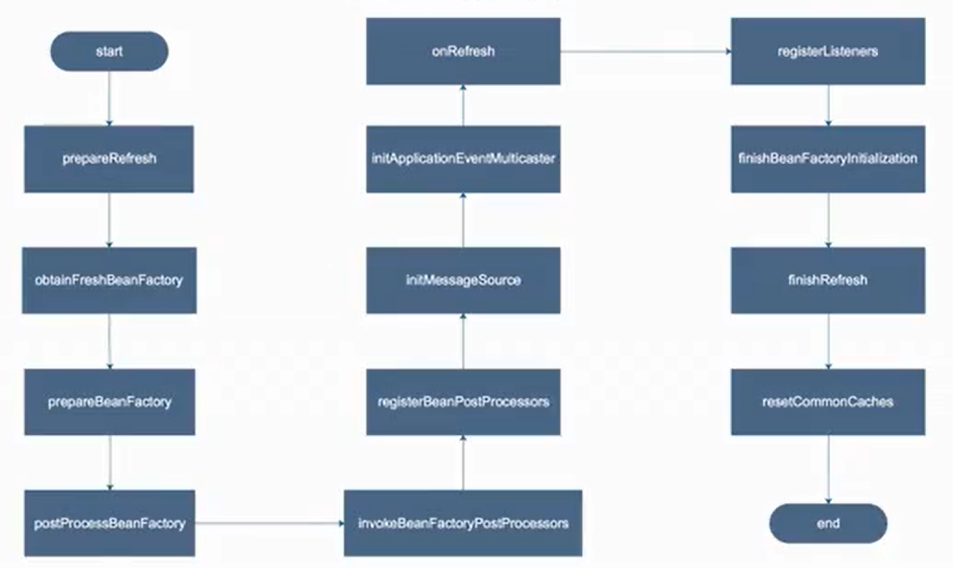 start
prepareRefresh
obtainFreshBeanFactory
prepareBeanFactory
postProcessBeanFactory
invokeBeanFactoryPostProcessors
registerBeanPostProcessors
initMessageSource
initApplicationEventMulticaster
onRefresh
registerListeners
finishBeanFactoryInitialization
finishRefresh
resetCommonCaches
end